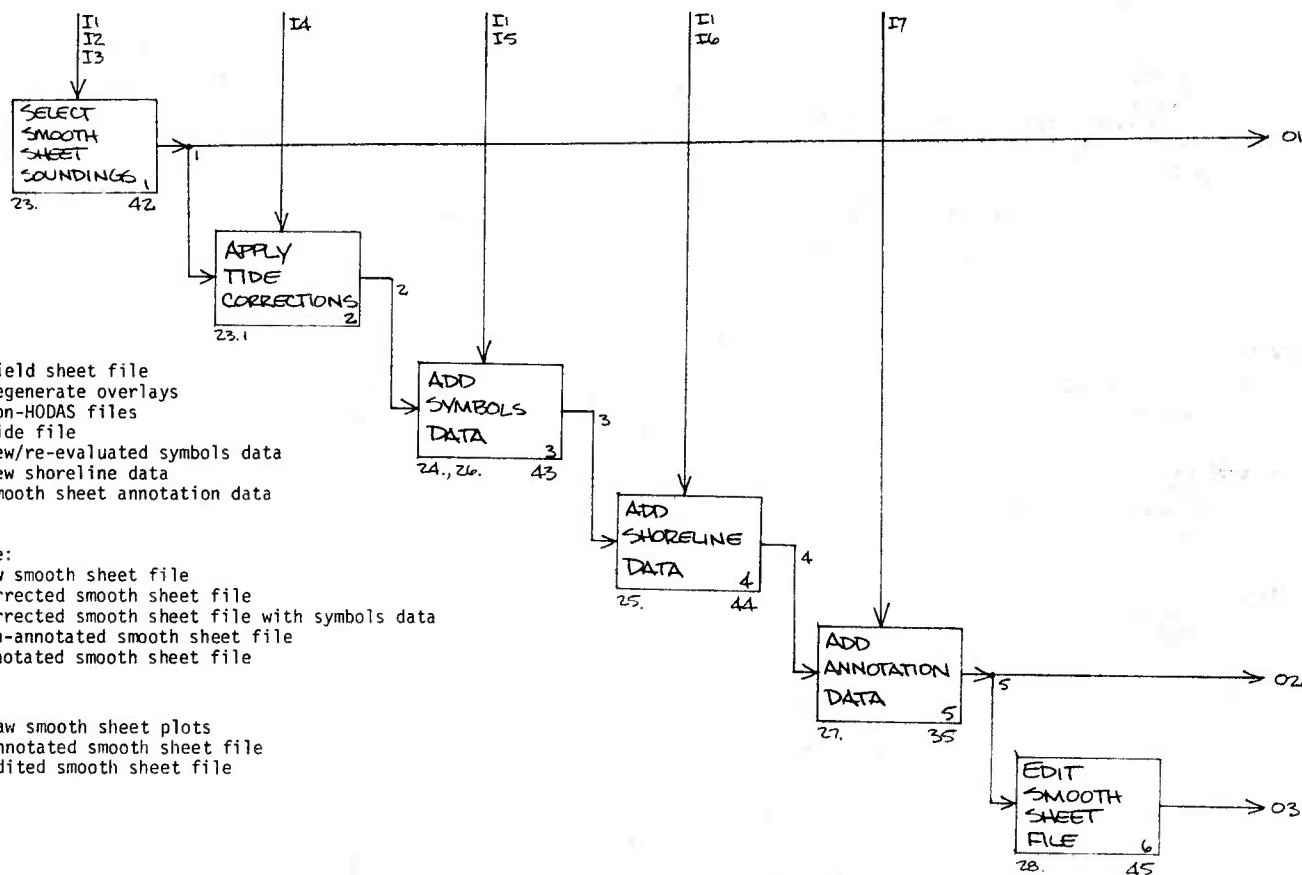 I1
I2
I3
I4
I1
I5
I1
I6
I7
SELECT
SMOOTH
SHEET
SOUNDINGS 1
23. 42
1
O1
APPLY
TIDE
CORRECTIONS
2
23.1
2
ADD
SYMBOLS
DATA
3
24., 26. 43
3
ADD
SHORELINE
DATA 4
25. 44
4
ADD
ANNOTATION
DATA 5
27. 35
5
O2
EDIT
SMOOTH
SHEET
FILE 6
28. 45
O3
ield sheet file
egenerate overlays
on-HODAS files
ide file
ew/re-evaluated symbols data
ew shoreline data
mooth sheet annotation data
e:
w smooth sheet file
rrected smooth sheet file
rrected smooth sheet file with symbols data
-annotated smooth sheet file
notated smooth sheet file
aw smooth sheet plots
nnotated smooth sheet file
dited smooth sheet file